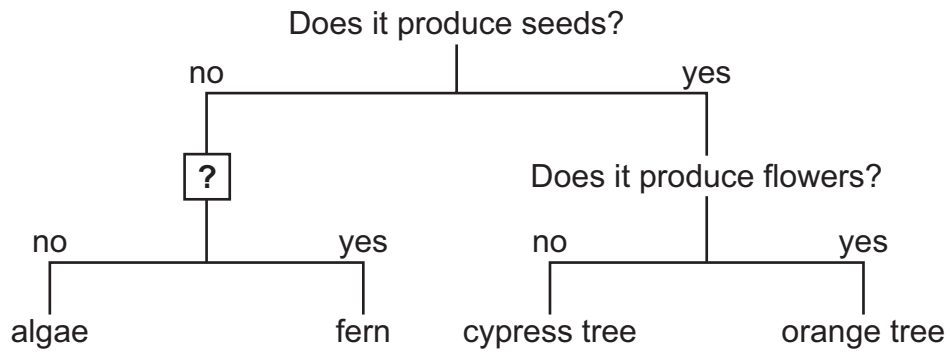 Does it produce seeds?
no yes
?
Does it produce flowers?
no yes no yes
algae fern cypress tree orange tree